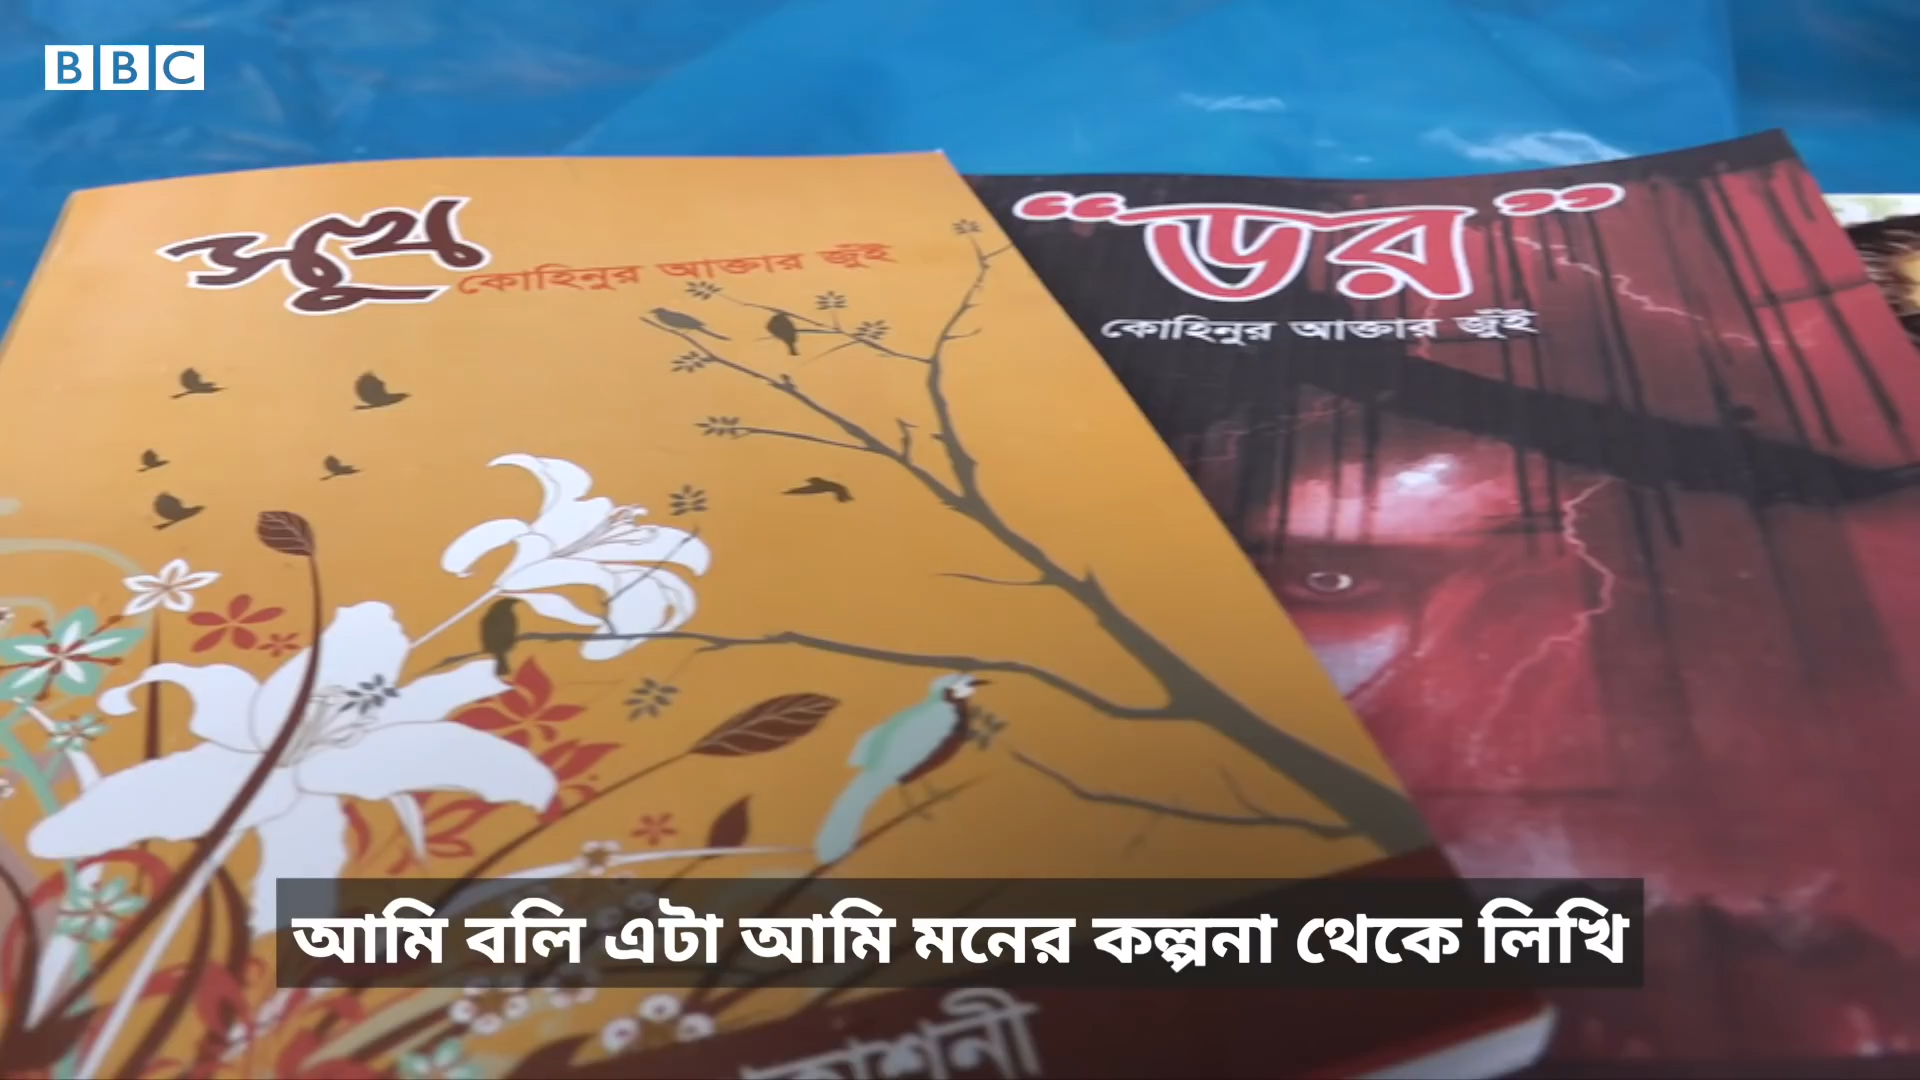 BBC
সুখ
কোহিনুর আক্তার জুঁই
“ডর”
কোহিনুর আক্তার জুঁই
আমি বলি এটা আমি মনের কল্পনা থেকে লিখি